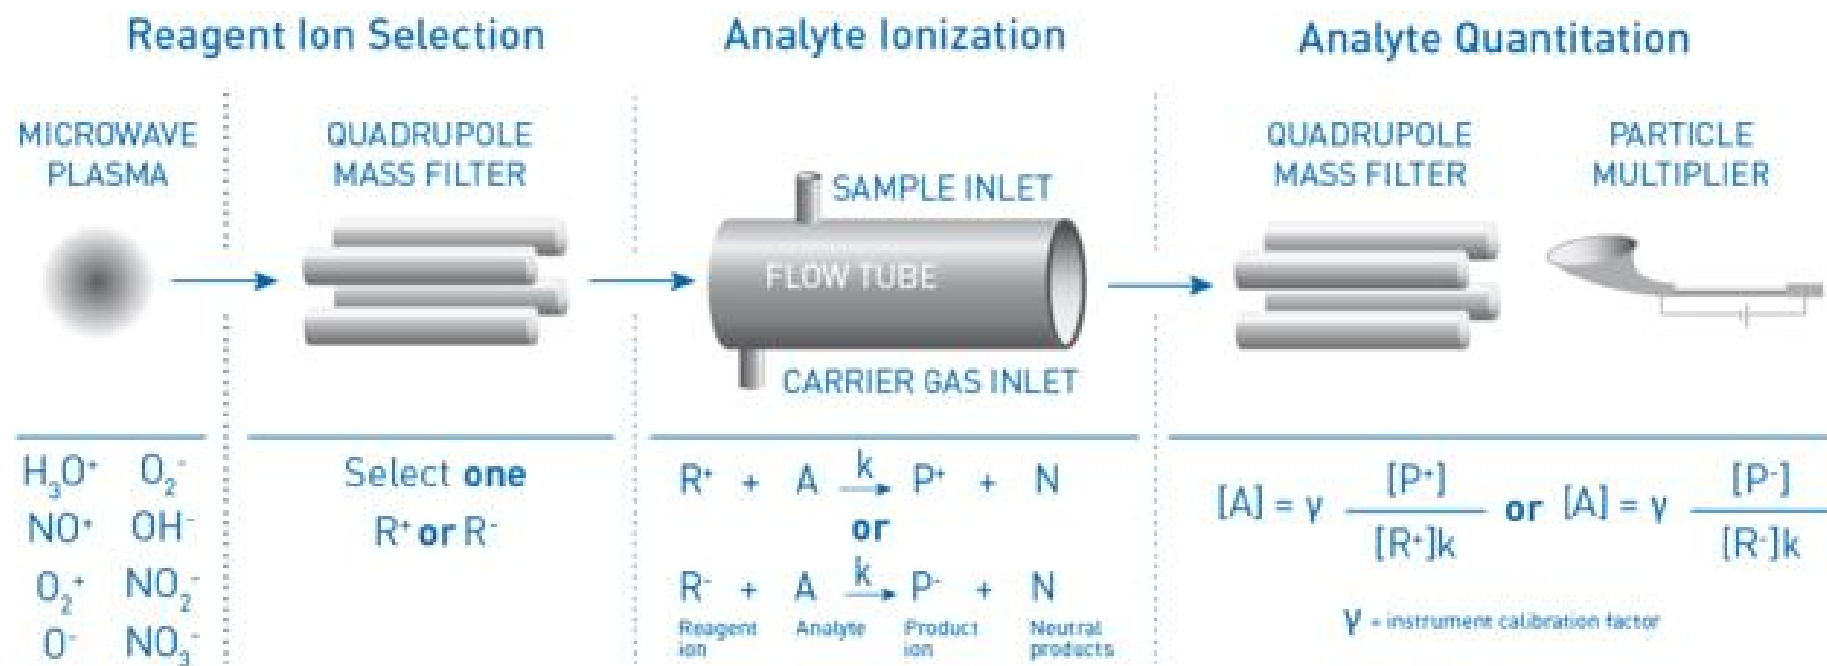 Reagent Ion Selection
Analyte Ionization
Analyte Quantitation
MICROWAVE
PLASMA
QUADRUPOLE
MASS FILTER
SAMPLE INLET
FLOW TUBE
CARRIER GAS INLET
QUADRUPOLE
MASS FILTER
PARTICLE
MULTIPLIER
H₃O⁺ O₂⁻
NO⁺ OH⁻
O₂⁺ NO₂⁻
O⁻ NO₃⁻
Select one
R⁺ or R⁻
R⁺ + A k P⁺ + N
or
R⁻ + A k P⁻ + N
Reagent ion
Analyte
Product ion
Neutral products
[A] = γ [P⁺] / [R⁺]k or [A] = γ [P⁻] / [R⁻]k
γ = instrument calibration factor